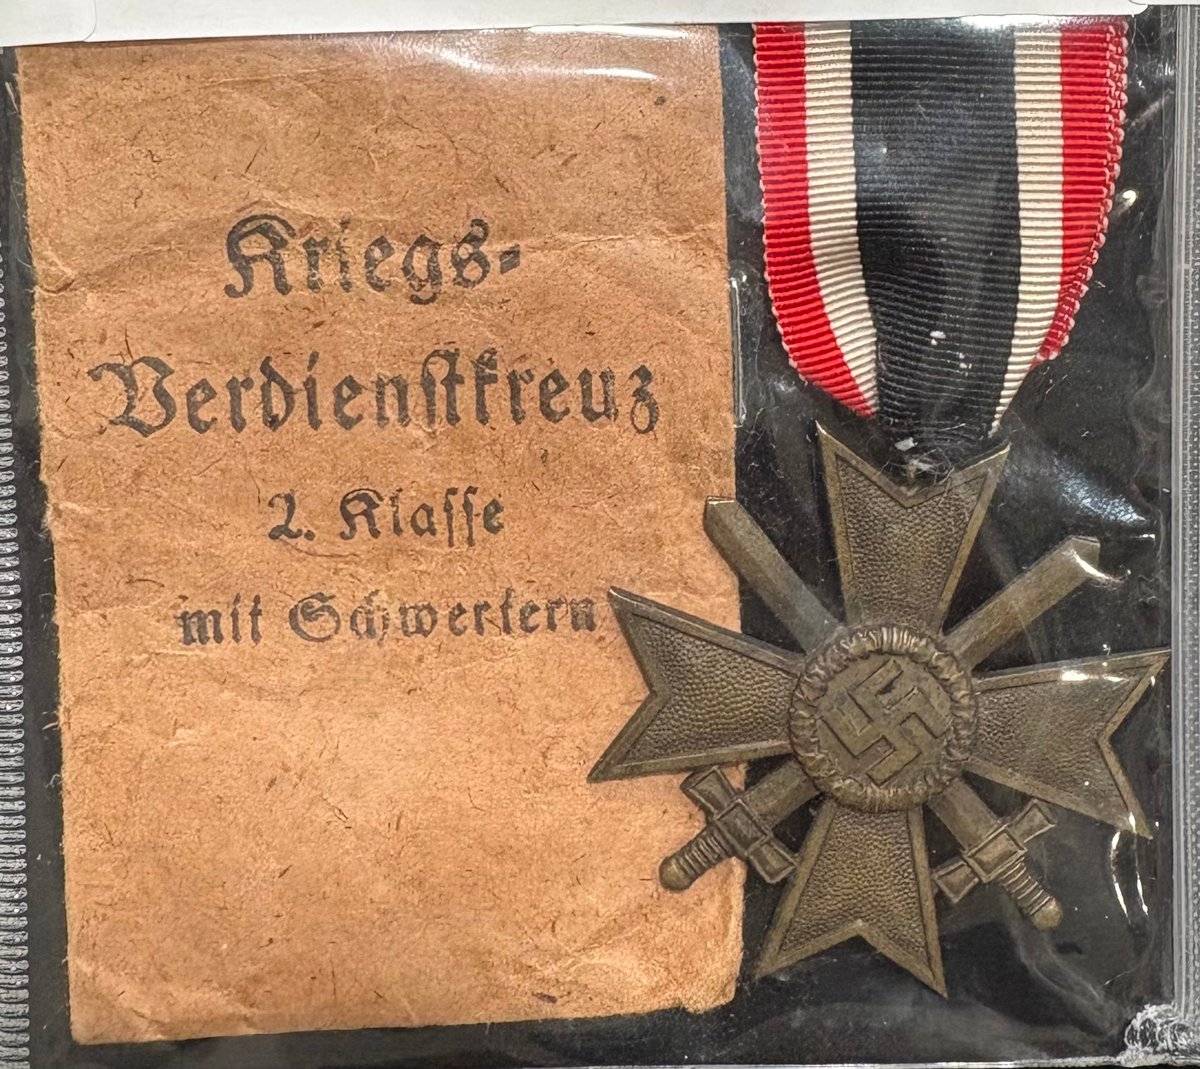 Kriegs-
Verdienstkreuz
2. Klasse
mit Schwertern